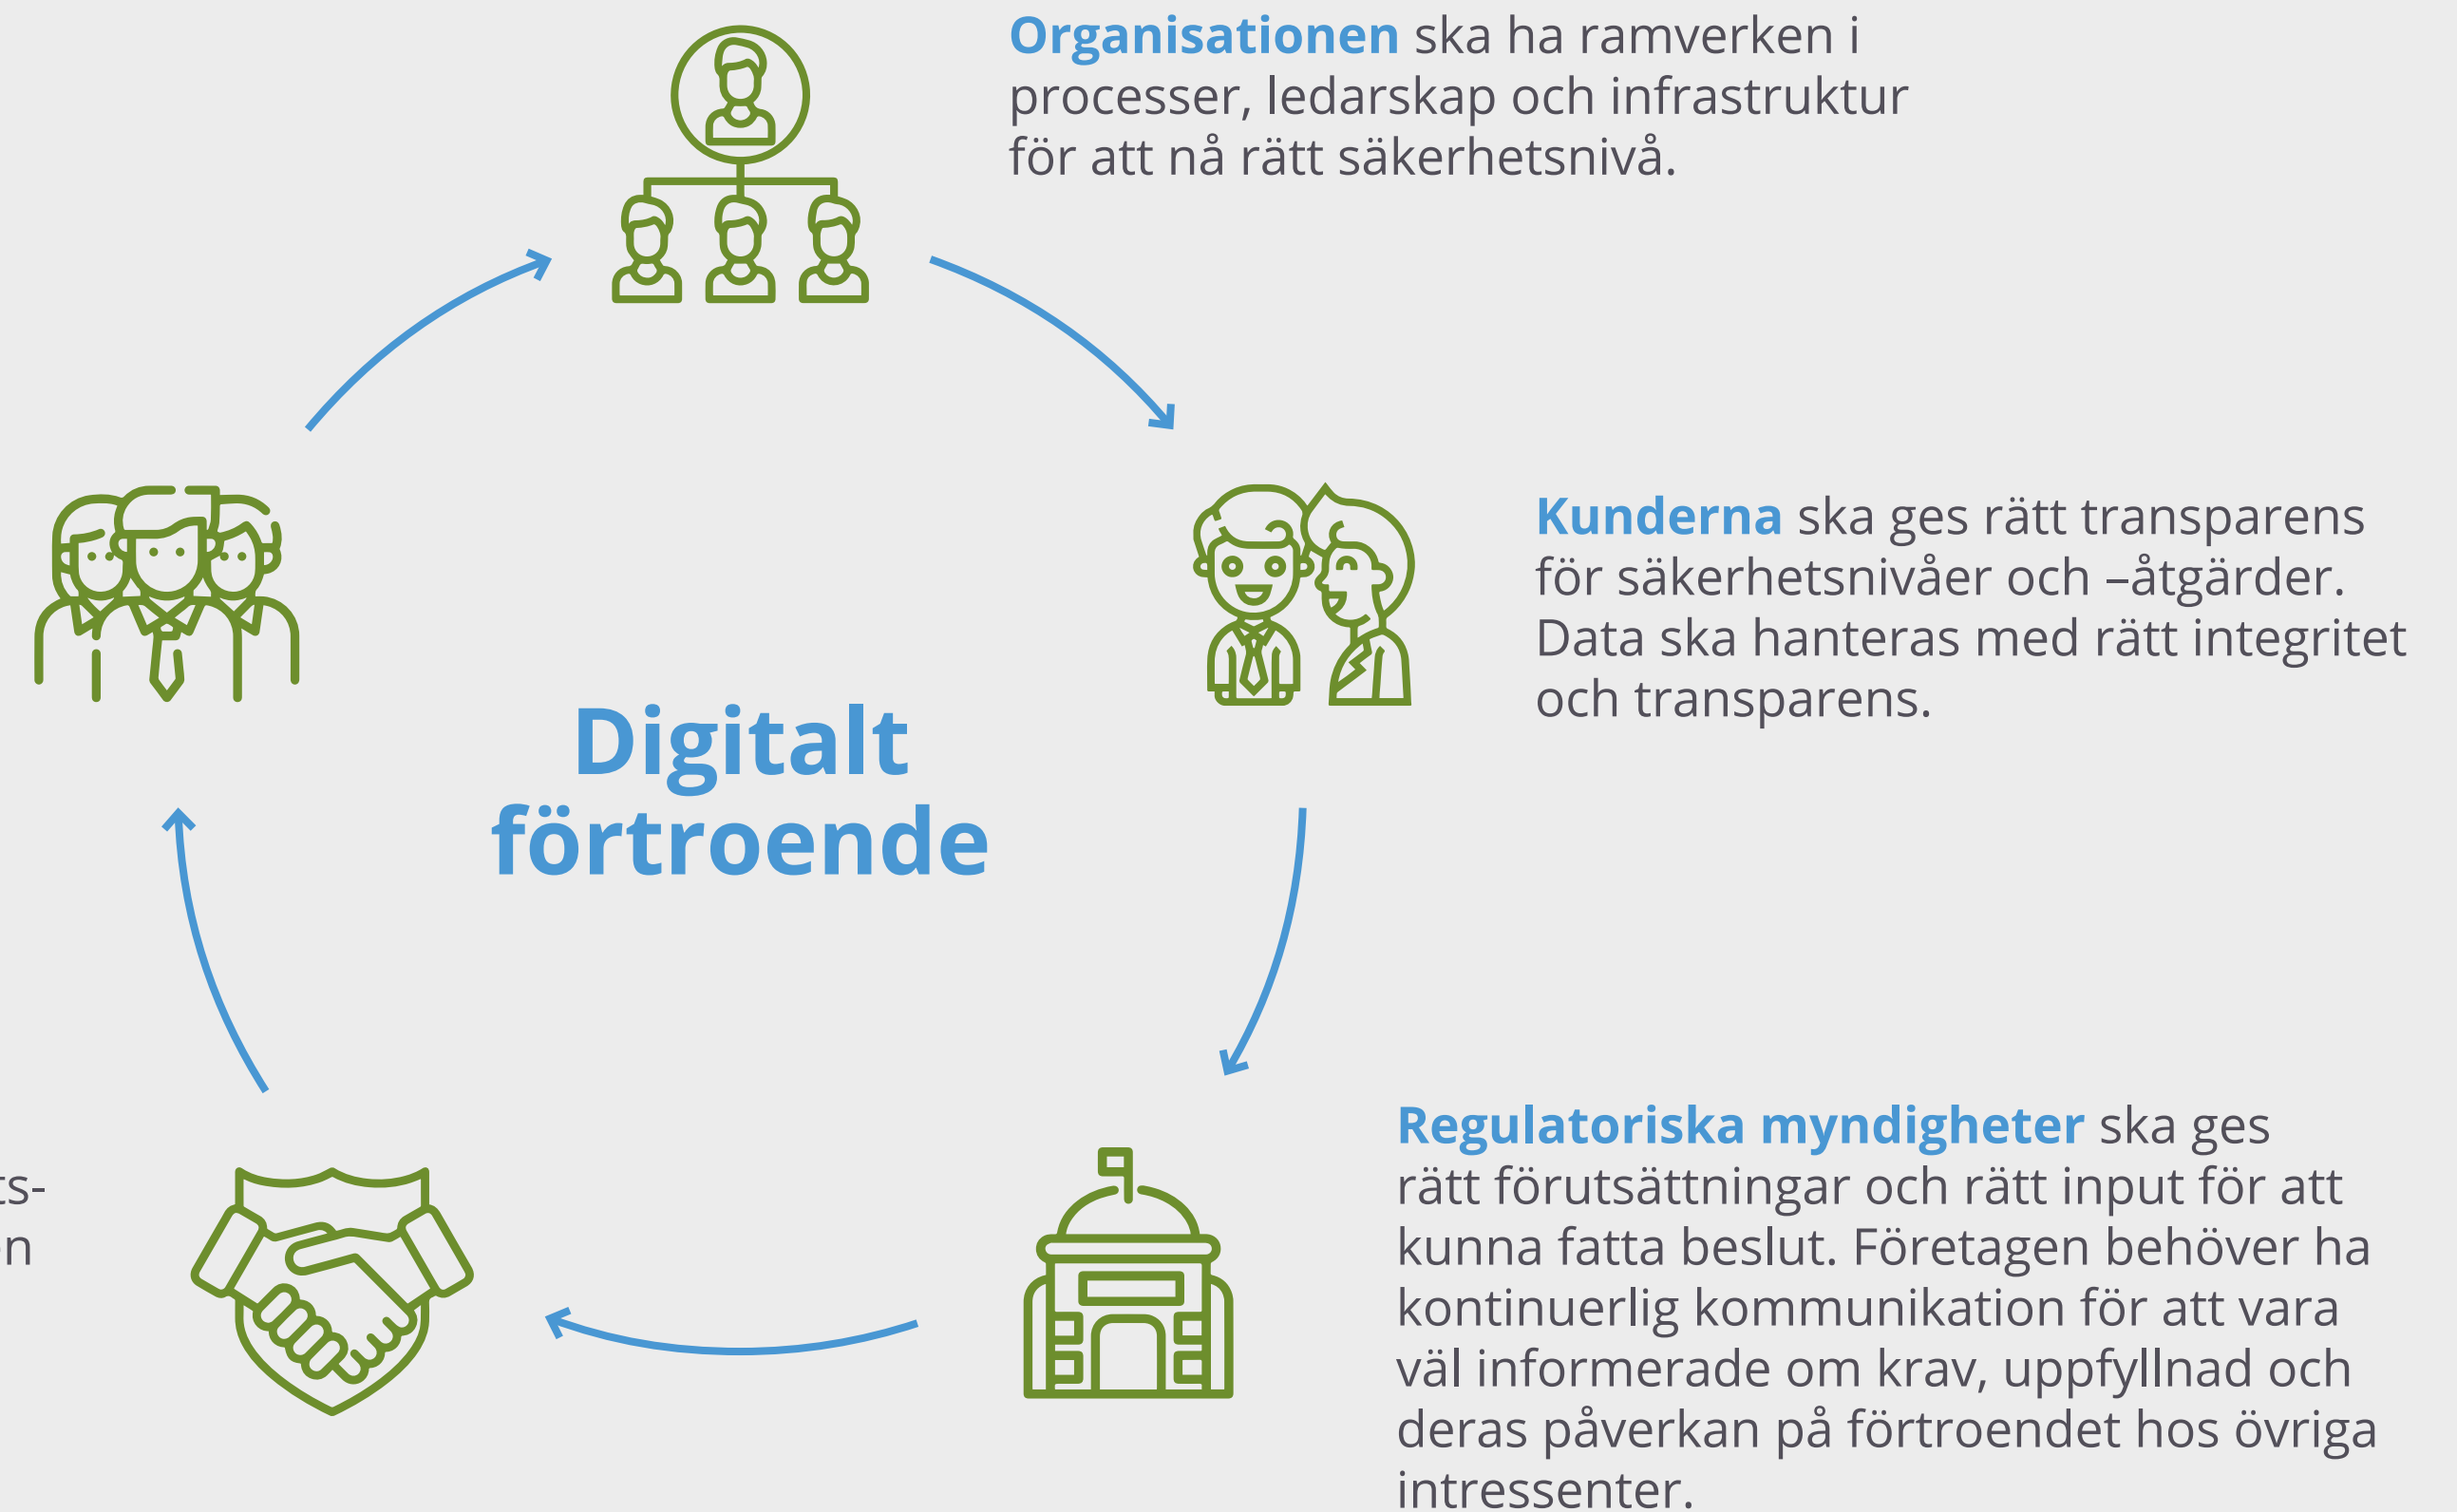 Organisationen ska ha ramverken i
processer, ledarskap och infrastruktur
för att nå rätt säkerhetsnivå.
Kunderna ska ges rätt transparens
för säkerhetsnivåer och –åtgärder.
Data ska hanteras med rätt integritet
och transparens.
Digitalt
förtroende
Regulatoriska myndigheter ska ges
rätt förutsättningar och rätt input för att
kunna fatta beslut. Företagen behöver ha
kontinuerlig kommunikation för att vara
väl informerade om krav, uppfyllnad och
deras påverkan på förtroendet hos övriga
intressenter.